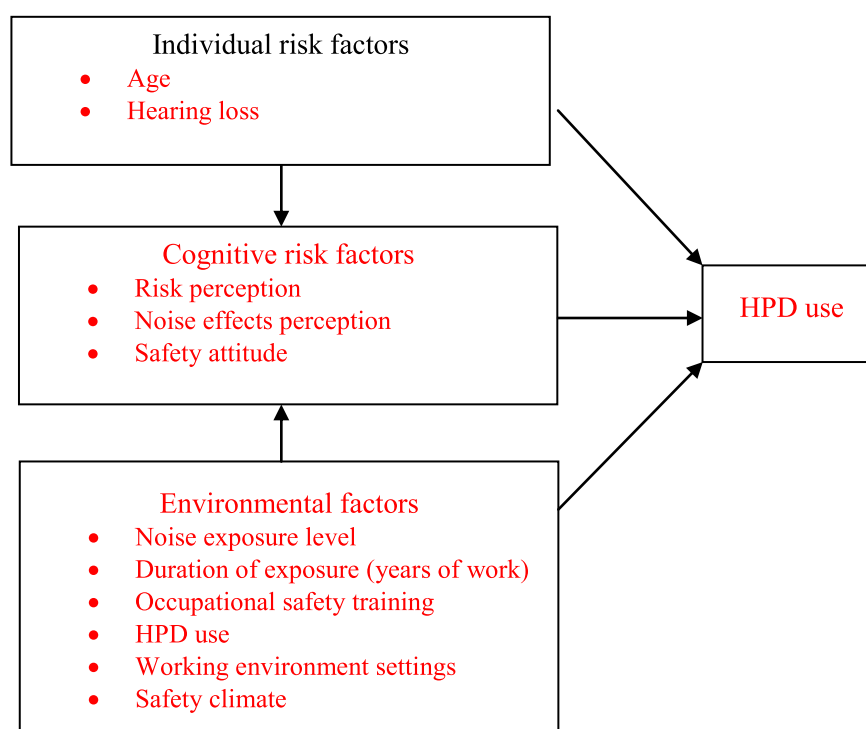 Individual risk factors
• Age
• Hearing loss
Cognitive risk factors
• Risk perception
• Noise effects perception
• Safety attitude
HPD use
Environmental factors
• Noise exposure level
• Duration of exposure (years of work)
• Occupational safety training
• HPD use
• Working environment settings
• Safety climate